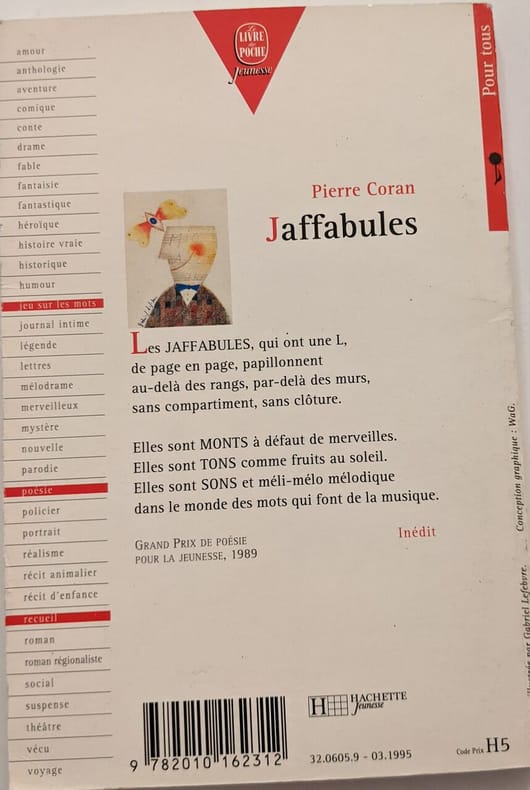 Le
LIVRE
de
POCHE
Jeunesse
Pour tous
amour
anthologie
aventure
comique
conte
drame
fable
fantaisie
fantastique
héroïque
histoire vraie
historique
humour
jeu sur les mots
journal intime
légende
lettres
mélodrame
merveilleux
mystère
nouvelle
parodie
poésie
policier
portrait
réalisme
récit animalier
récit d'enfance
recueil
roman
roman régionaliste
social
suspense
théâtre
vécu
voyage
Pierre Coran
Jaffabules
Les JAFFABULES, qui ont une L,
de page en page, papillonnent
au-delà des rangs, par-delà des murs,
sans compartiment, sans clôture.
Elles sont MONTS à défaut de merveilles.
Elles sont TONS comme fruits au soleil.
Elles sont SONS et méli-mélo mélodique
dans le monde des mots qui font de la musique.
Inédit
GRAND PRIX DE POÉSIE
POUR LA JEUNESSE, 1989
Conception graphique : WaG.
par Gabriel Lefebvre.
H HACHETTE
Jeunesse
9 782010 162312
32.0605.9 - 03.1995
Code Prix H5